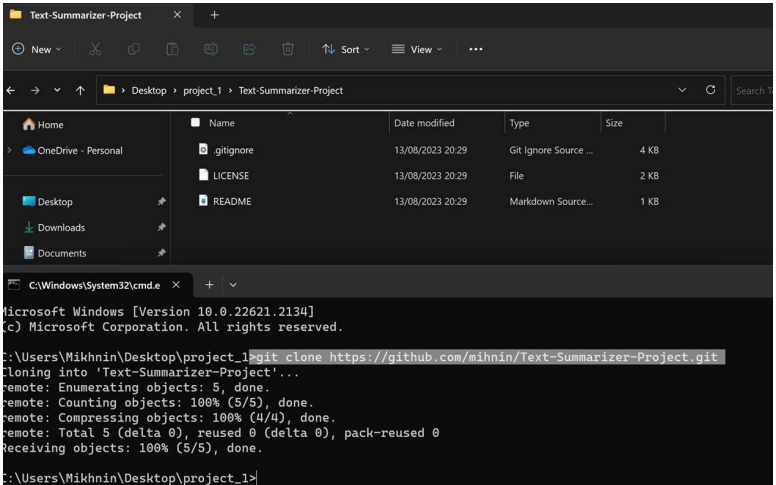 Text-Summarizer-Project
New
Sort
View
Desktop > project_1 > Text-Summarizer-Project
Search
Home
Name Date modified Type Size
OneDrive - Personal
.gitignore 13/08/2023 20:29 Git Ignore Source ... 4 KB
LICENSE 13/08/2023 20:29 File 2 KB
Desktop
README 13/08/2023 20:29 Markdown Source... 1 KB
Downloads
Documents
C:\Windows\System32\cmd.e
Microsoft Windows [Version 10.0.22621.2134]
(c) Microsoft Corporation. All rights reserved.
C:\Users\Mikhnin\Desktop\project_1>git clone https://github.com/mihnin/Text-Summarizer-Project.git
Cloning into 'Text-Summarizer-Project'...
remote: Enumerating objects: 5, done.
remote: Counting objects: 100% (5/5), done.
remote: Compressing objects: 100% (4/4), done.
remote: Total 5 (delta 0), reused 0 (delta 0), pack-reused 0
Receiving objects: 100% (5/5), done.
C:\Users\Mikhnin\Desktop\project_1>